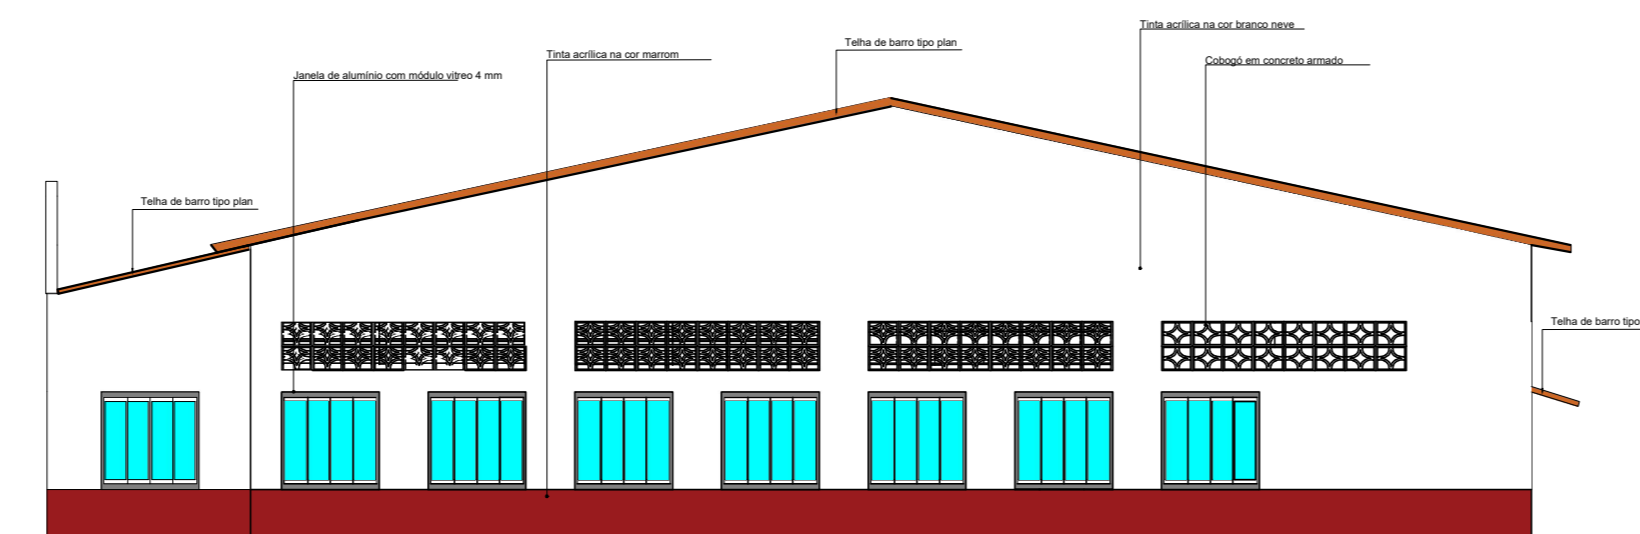 Tinta acrílica na cor branco neve
Telha de barro tipo plan
Tinta acrílica na cor marrom
Cobogó em concreto armado
Janela de alumínio com módulo vitreo 4 mm
Telha de barro tipo plan
Telha de barro tipo